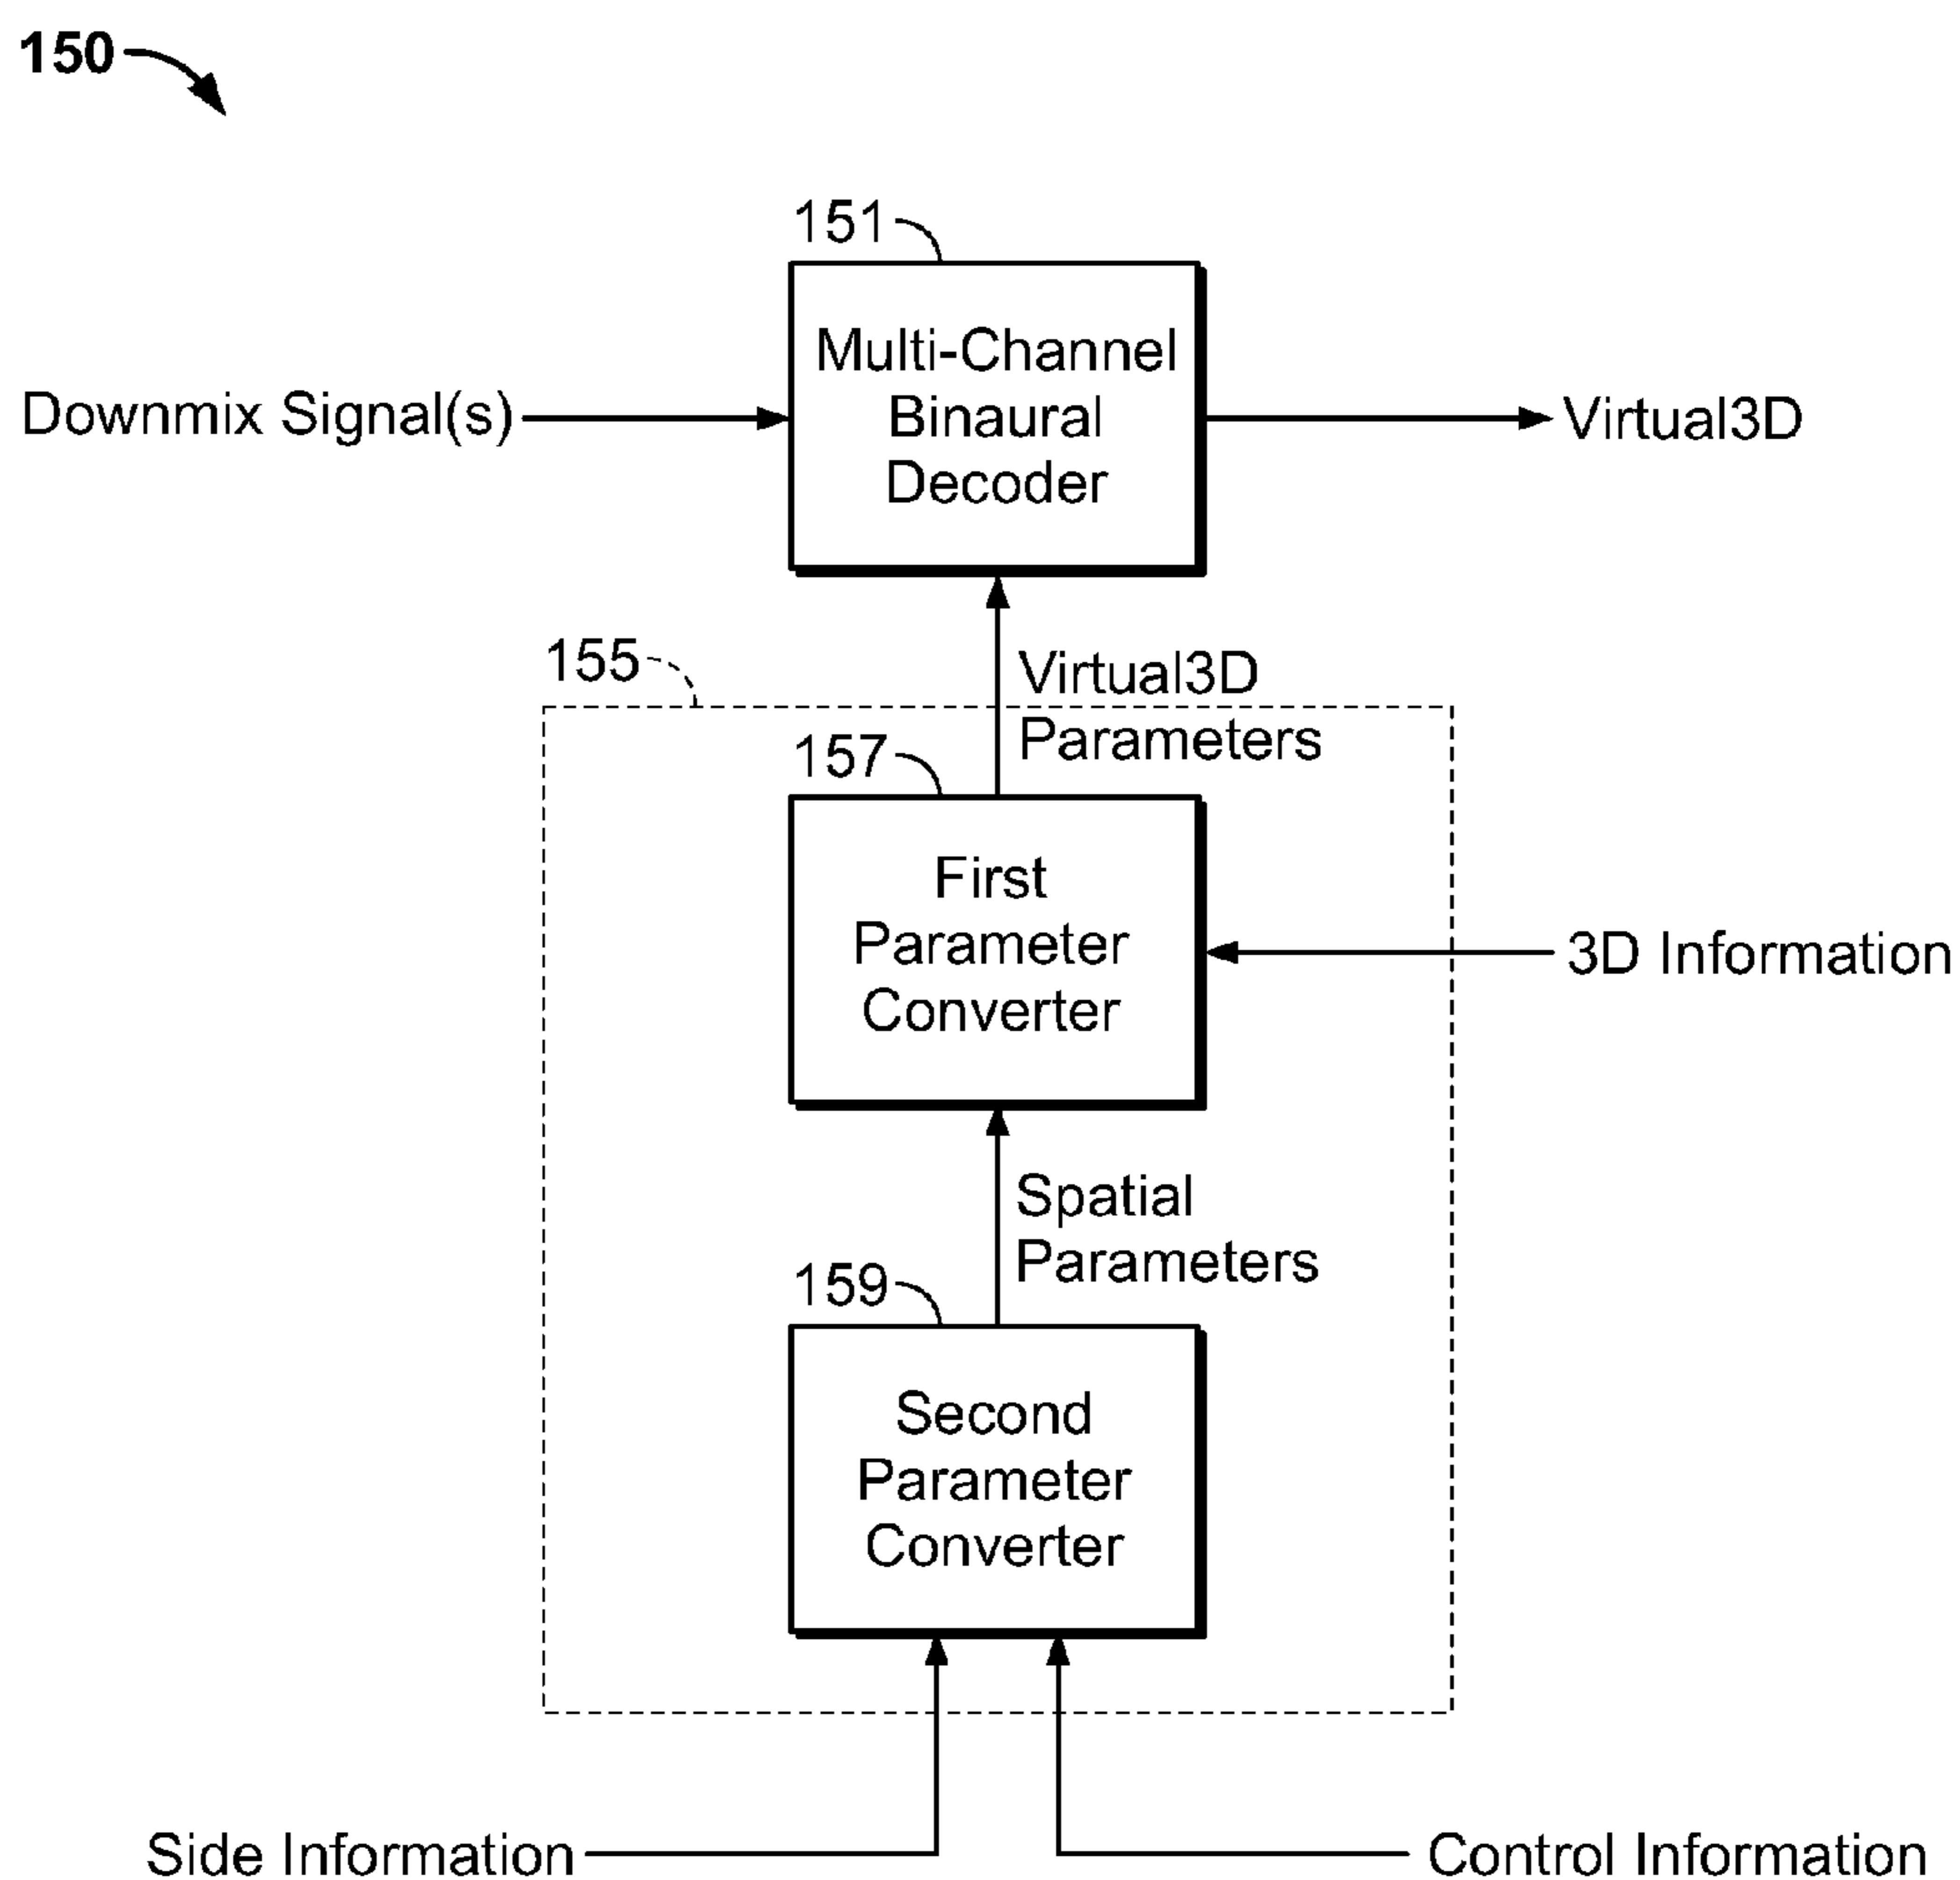 150
151
Multi-Channel
Binaural
Decoder
Downmix Signal(s)
Virtual3D
155
Virtual3D
Parameters
157
First
Parameter
Converter
3D Information
Spatial
Parameters
159
Second
Parameter
Converter
Side Information
Control Information